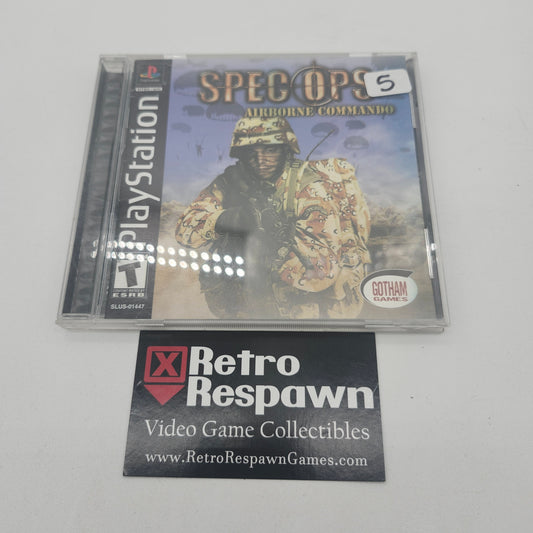 PlayStation
SPEC OPS
5
AIRBORNE COMMANDO
T
ESRB
SLUS-01447
GOTHAM
GAMES
X Retro
Respawn
Video Game Collectibles
www.RetroRespawnGames.com